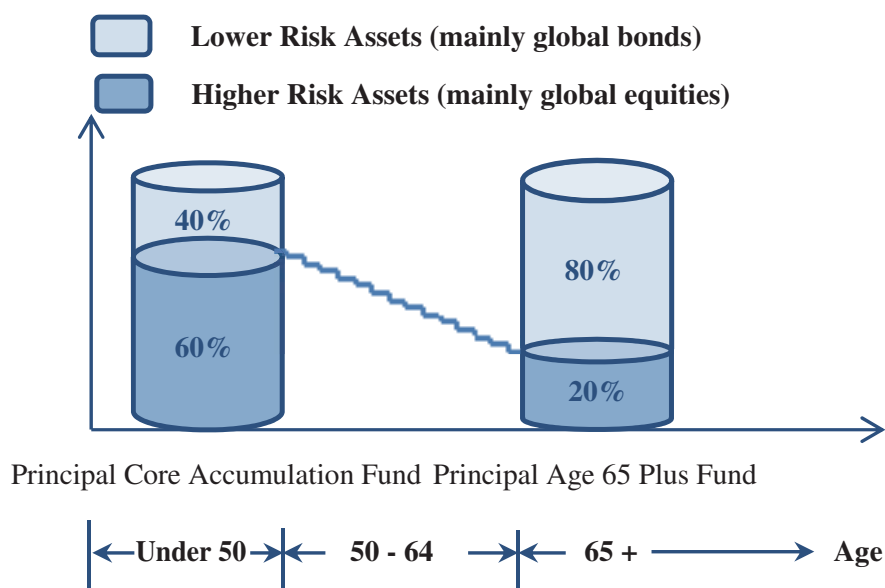 Lower Risk Assets (mainly global bonds)
Higher Risk Assets (mainly global equities)
40%
80%
60%
20%
Principal Core Accumulation Fund Principal Age 65 Plus Fund
Under 50 50 - 64 65 + Age